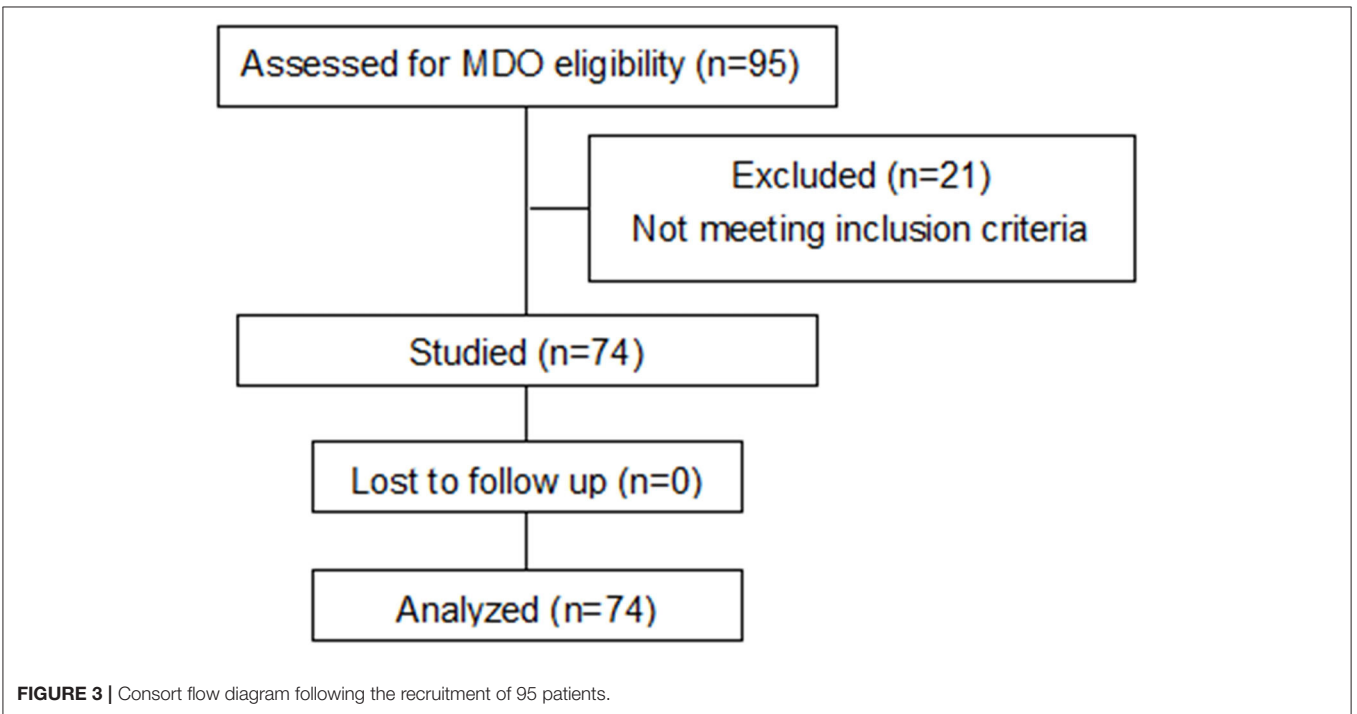 Assessed for MDO eligibility (n=95)
Excluded (n=21)
Not meeting inclusion criteria
Studied (n=74)
Lost to follow up (n=0)
Analyzed (n=74)
FIGURE 3 | Consort flow diagram following the recruitment of 95 patients.